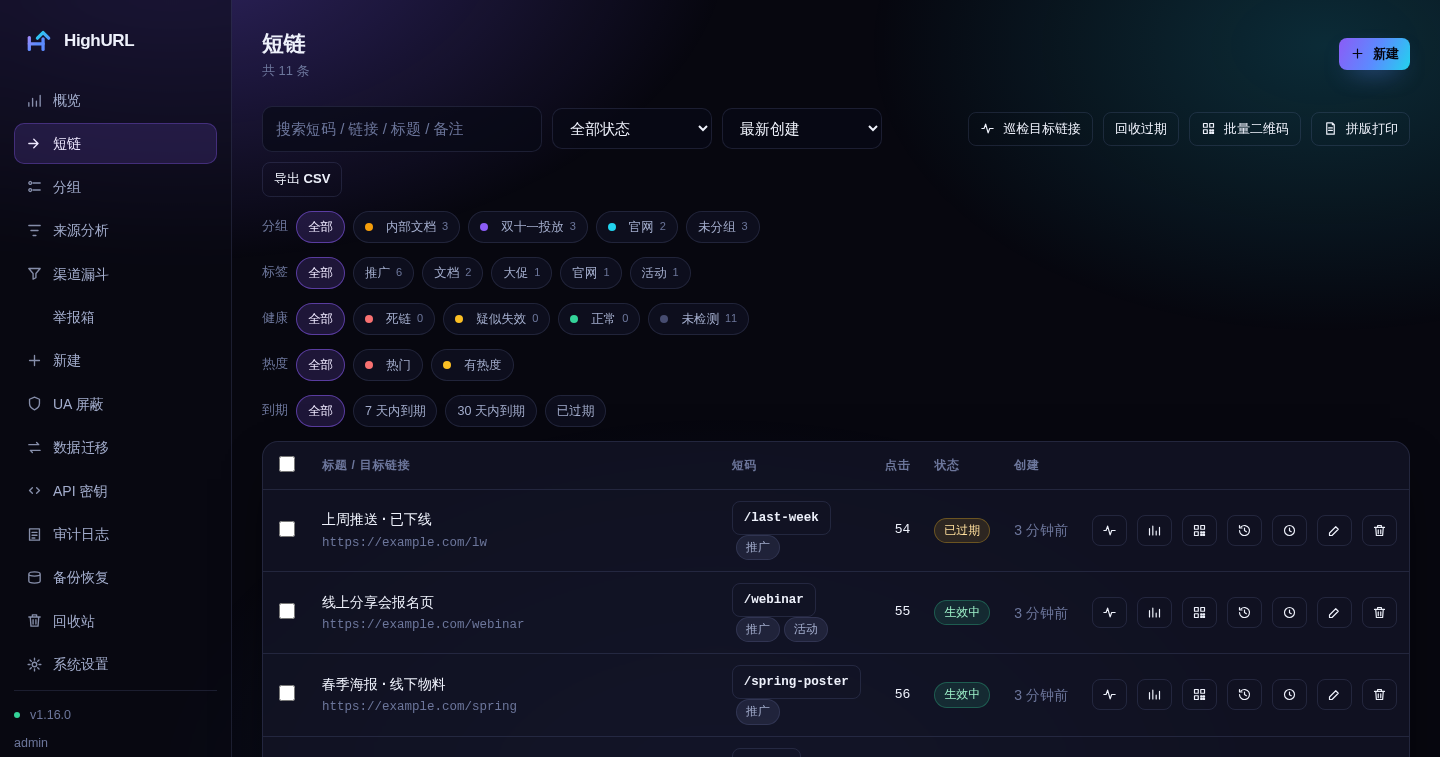 HighURL
概览
短链
分组
来源分析
渠道漏斗
举报箱
新建
UA 屏蔽
数据迁移
API 密钥
审计日志
备份恢复
回收站
系统设置
v1.16.0
admin
短链
共 11 条
新建
搜索短码 / 链接 / 标题 / 备注 全部状态 最新创建 巡检目标链接 回收过期 批量二维码 拼版打印
导出 CSV
分组 全部 内部文档 3 双十一投放 3 官网 2 未分组 3
标签 全部 推广 6 文档 2 大促 1 官网 1 活动 1
健康 全部 死链 0 疑似失效 0 正常 0 未检测 11
热度 全部 热门 有热度
到期 全部 7 天内到期 30 天内到期 已过期
标题 / 目标链接 短码 点击 状态 创建
上周推送 · 已下线 /last-week 54 已过期 3 分钟前
https://example.com/lw 推广
线上分享会报名页 /webinar 55 生效中 3 分钟前
https://example.com/webinar 推广 活动
春季海报 · 线下物料 /spring-poster 56 生效中 3 分钟前
https://example.com/spring 推广